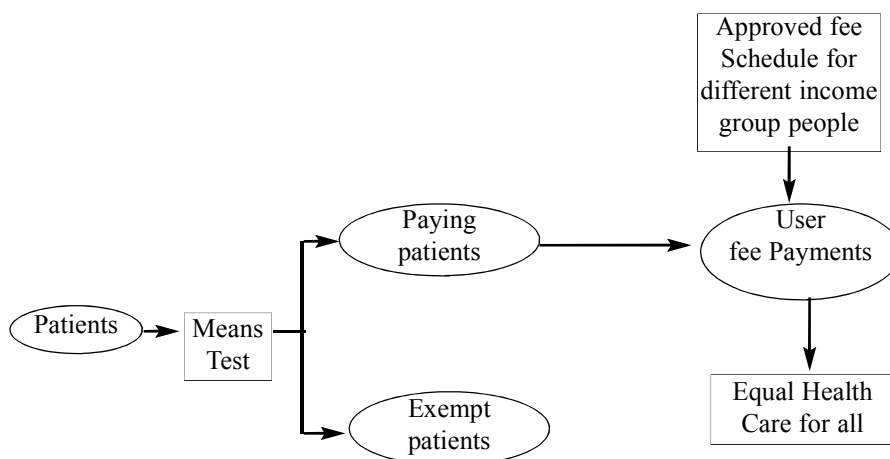 Approved fee
Schedule for
different income
group people
Paying
patients
User
fee Payments
Patients
Means
Test
Exempt
patients
Equal Health
Care for all